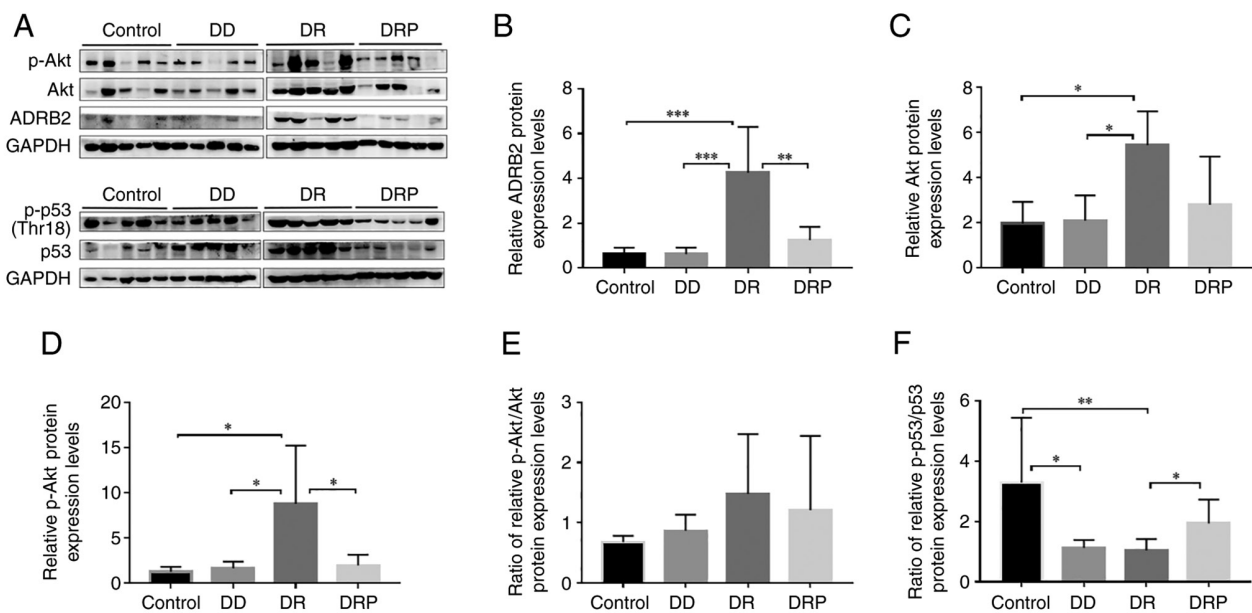 A
Control DD DR DRP
p-Akt
Akt
ADRB2
GAPDH
Control DD DR DRP
p-p53
(Thr18)
p53
GAPDH
B
Relative ADRB2 protein
expression levels
8
6
4
2
0
***
***
**
Control DD DR DRP
C
Relative Akt protein
expression levels
8
6
4
2
0
*
*
Control DD DR DRP
D
Relative p-Akt protein
expression levels
20
15
10
5
0
*
*
*
Control DD DR DRP
E
Ratio of relative p-Akt/Akt
protein expression levels
3
2
1
0
Control DD DR DRP
F
Ratio of relative p-p53/p53
protein expression levels
6
4
2
0
**
*
*
Control DD DR DRP